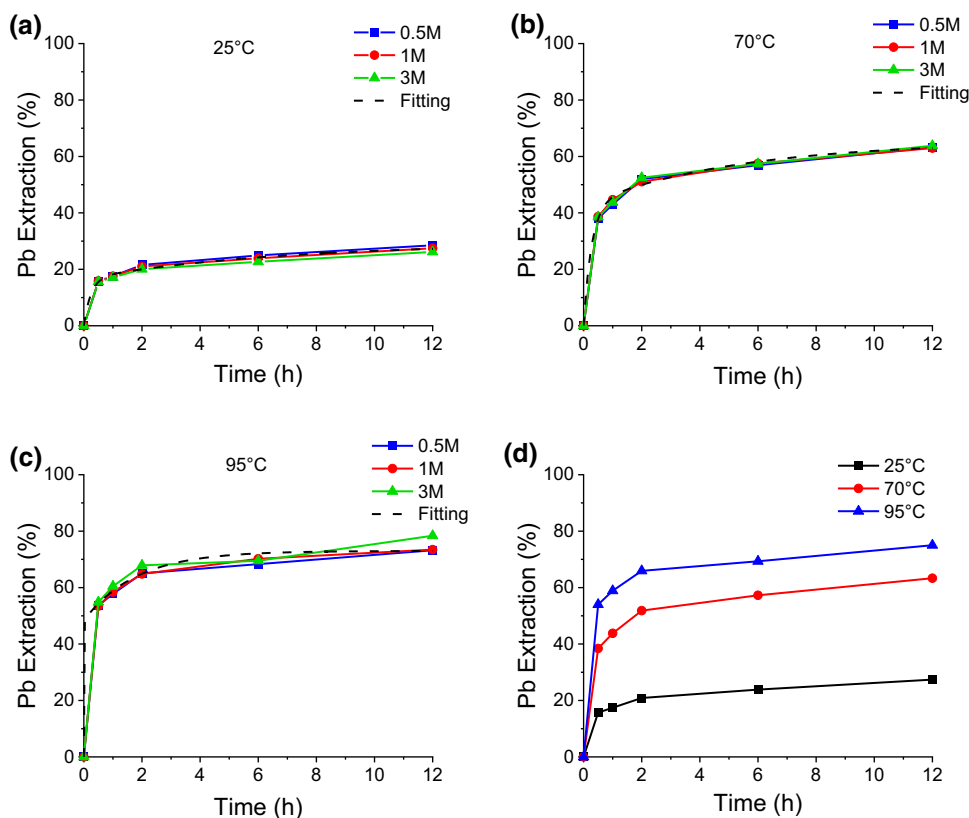 (a)
25°C
0.5M
1M
3M
Fitting
Pb Extraction (%)
100
80
60
40
20
0
0 2 4 6 8 10 12
Time (h)
(b)
70°C
0.5M
1M
3M
Fitting
Pb Extraction (%)
100
80
60
40
20
0
0 2 4 6 8 10 12
Time (h)
(c)
95°C
0.5M
1M
3M
Fitting
Pb Extraction (%)
100
80
60
40
20
0
0 2 4 6 8 10 12
Time (h)
(d)
25°C
70°C
95°C
Pb Extraction (%)
100
80
60
40
20
0
0 2 4 6 8 10 12
Time (h)